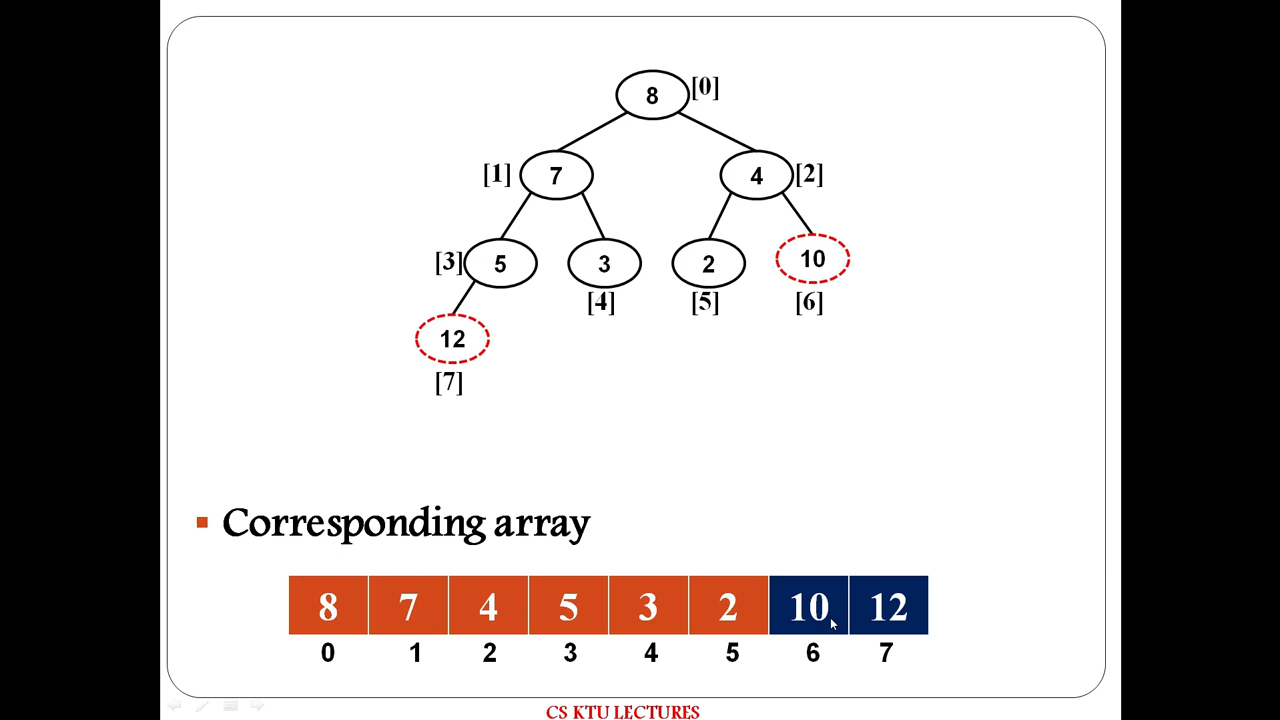 8 [0]
[1] 7 4 [2]
[3] 5 3 2 10
[4] [5] [6]
12
[7]
▪ Corresponding array
8 7 4 5 3 2 10 12
0 1 2 3 4 5 6 7
CS KTU LECTURES